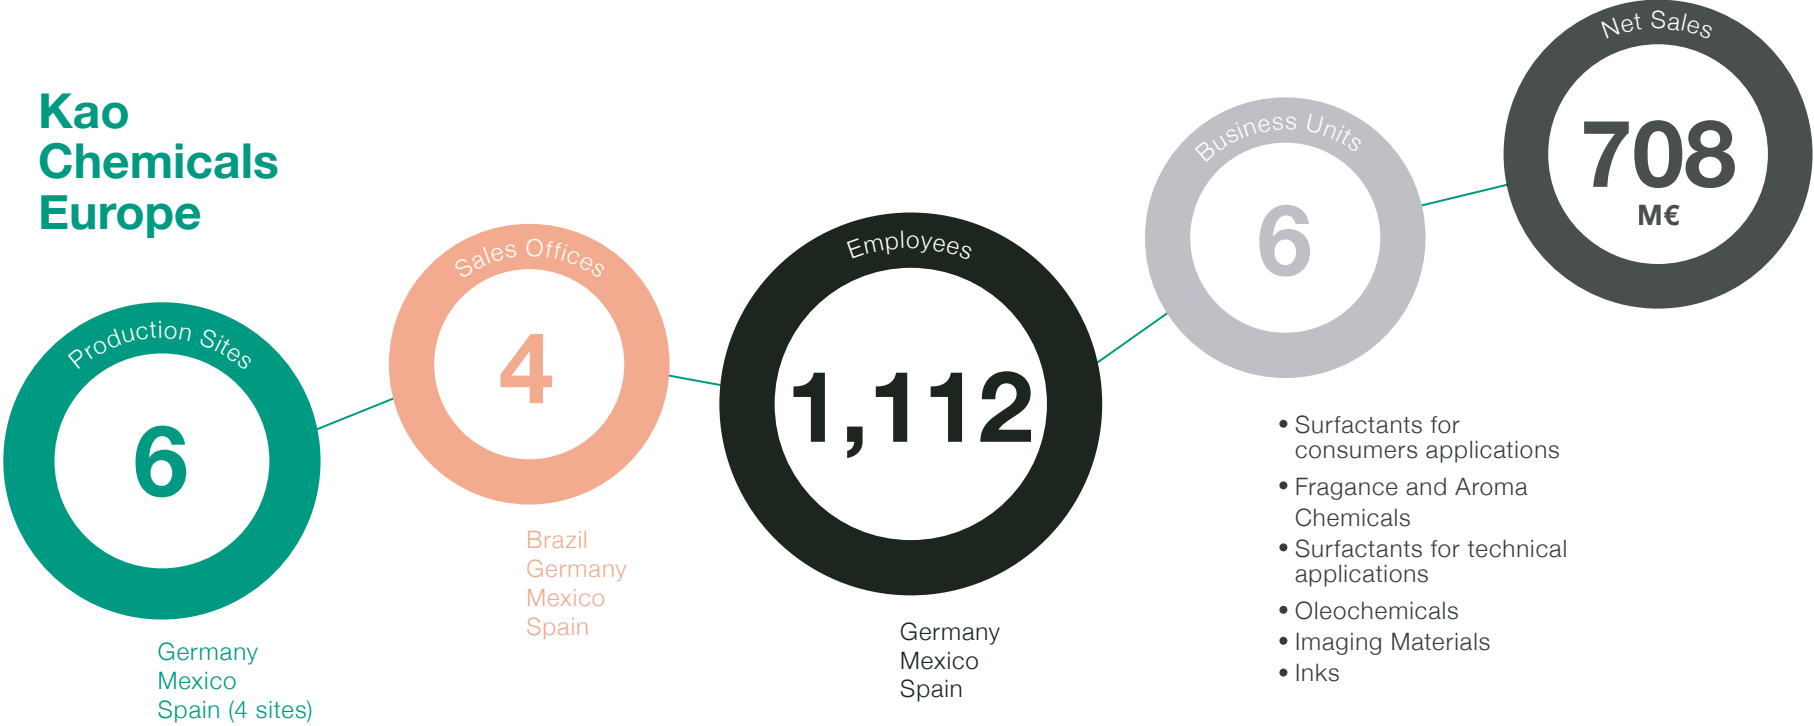 Kao
Chemicals
Europe
Production Sites
6
Germany
Mexico
Spain (4 sites)
Sales Offices
4
Brazil
Germany
Mexico
Spain
Employees
1,112
Germany
Mexico
Spain
Business Units
6
• Surfactants for
consumers applications
• Fragance and Aroma
Chemicals
• Surfactants for technical
applications
• Oleochemicals
• Imaging Materials
• Inks
Net Sales
708
M€